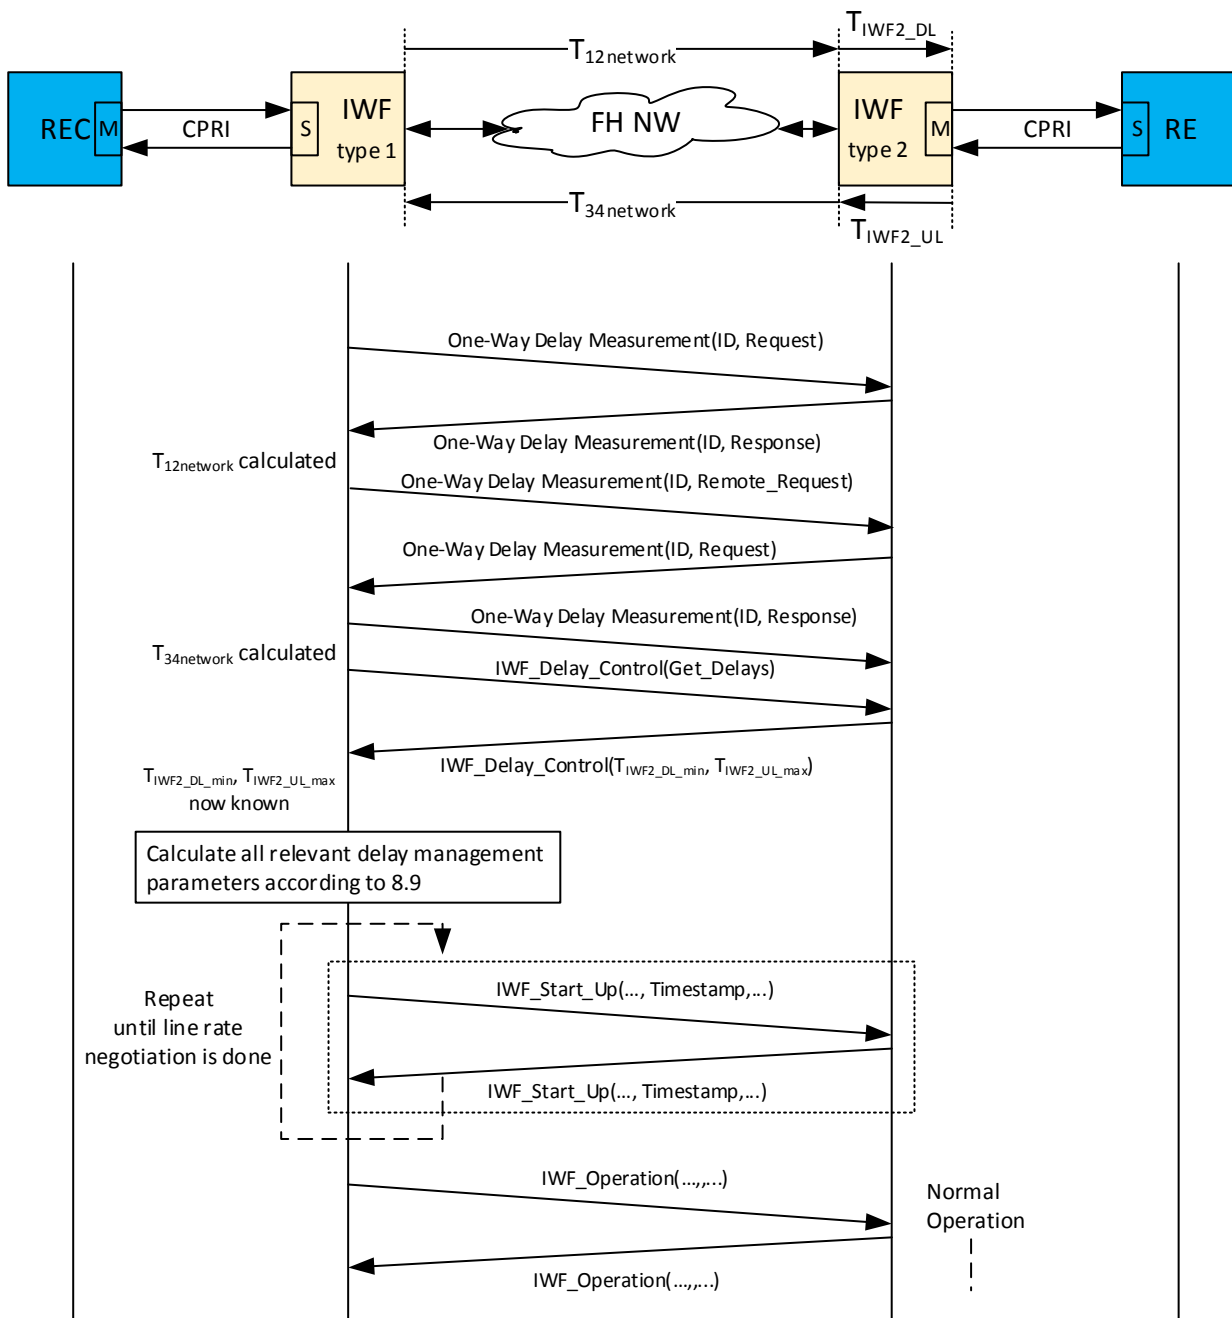 T12network
TIWF2_DL
REC
M
CPRI
S
IWF
type 1
FH NW
IWF
type 2
M
CPRI
S
RE
T34network
TIWF2_UL
One-Way Delay Measurement(ID, Request)
One-Way Delay Measurement(ID, Response)
T12network calculated
One-Way Delay Measurement(ID, Remote_Request)
One-Way Delay Measurement(ID, Request)
One-Way Delay Measurement(ID, Response)
T34network calculated
IWF_Delay_Control(Get_Delays)
IWF_Delay_Control(TIWF2_DL_min, TIWF2_UL_max)
TIWF2_DL_min, TIWF2_UL_max
now known
Calculate all relevant delay management
parameters according to 8.9
Repeat
until line rate
negotiation is done
IWF_Start_Up(..., Timestamp,...)
IWF_Start_Up(..., Timestamp,...)
IWF_Operation(...,,...)
Normal
Operation
IWF_Operation(...,,...)